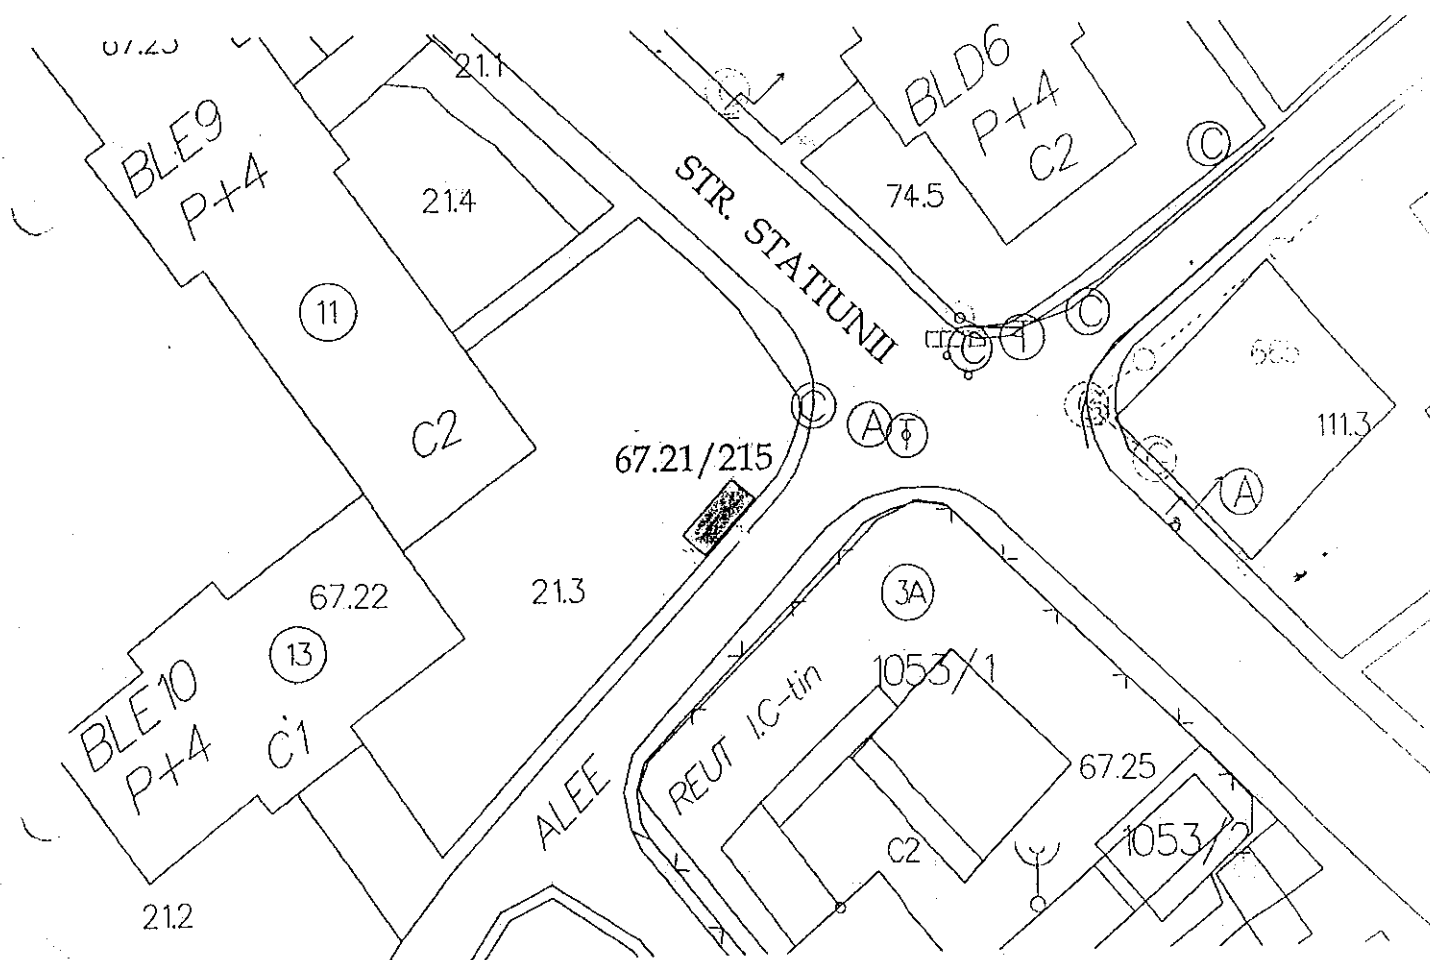 21.1
BLE9
P+4
21.4
11
C2
BLD6
P+4
C2
C
74.5
STR. STATIUNII
C
T
C
C
A
T
67.21/215
111.3
A
67.22
13
BLE10
P+4
C1
21.3
21.2
ALEE
3A
1053/1
REUT I.C-tin
67.25
C2
1053/2